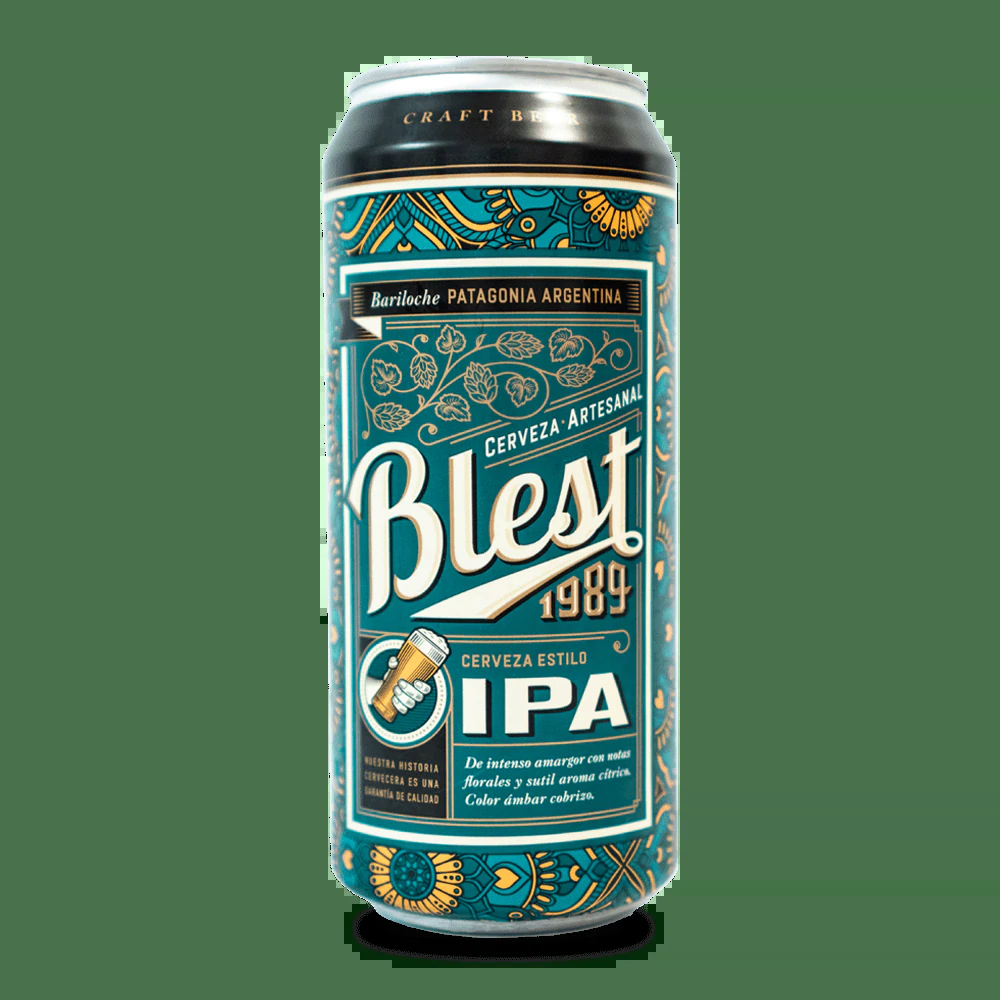 CRAFT BEER
Bariloche PATAGONIA ARGENTINA
CERVEZA·ARTESANAL
Blest
1989
CERVEZA ESTILO
IPA
NUESTRA HISTORIA
CERVECERA ES UNA
GARANTÍA DE CALIDAD
De intenso amargor con notas
florales y sutil aroma cítrico.
Color ámbar cobrizo.